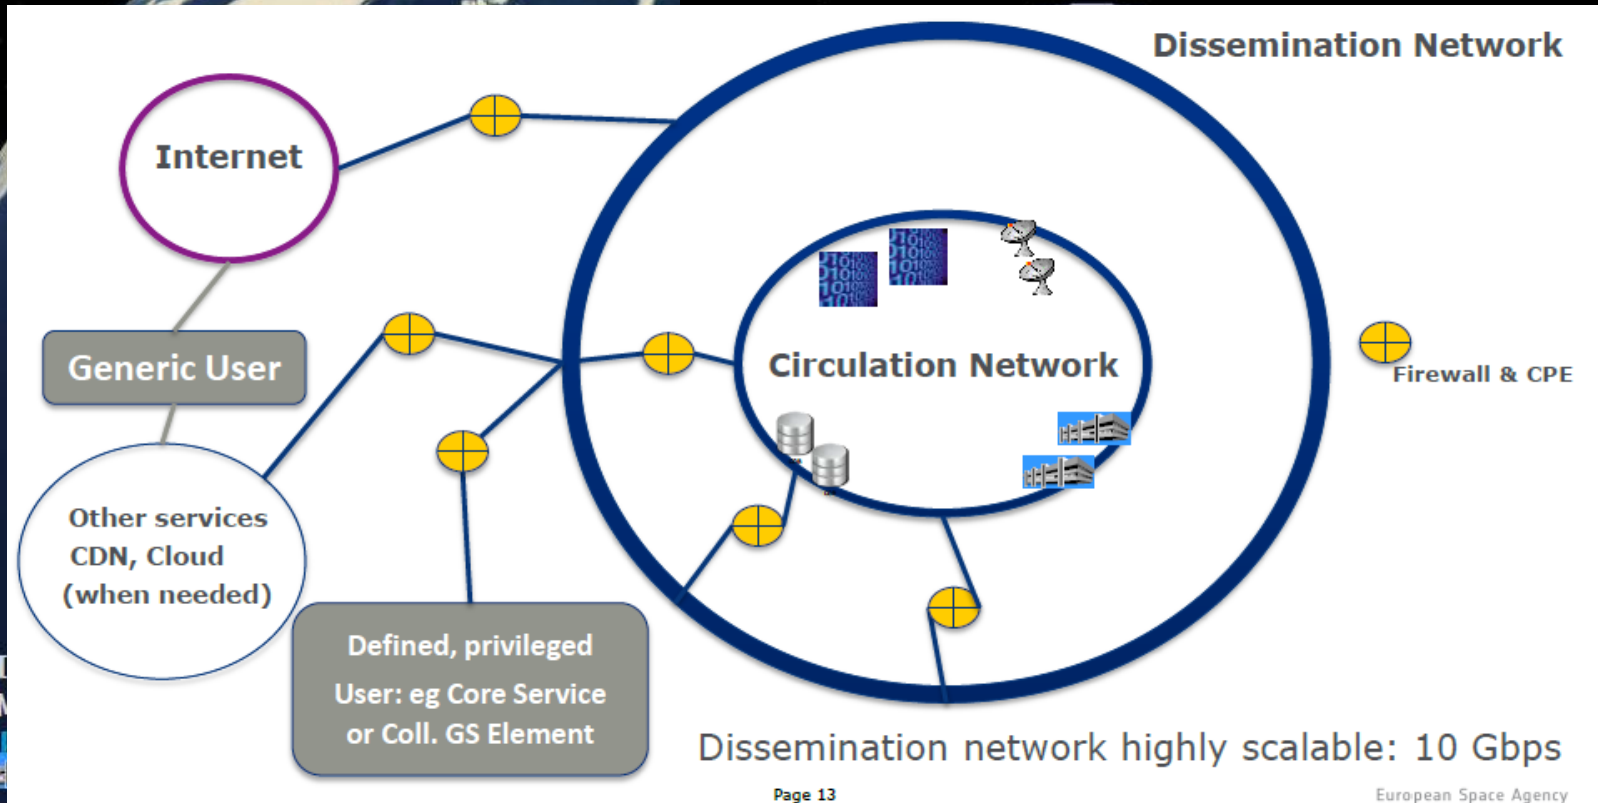 Dissemination Network
Internet
Generic User
Circulation Network
Firewall & CPE
Other services
CDN, Cloud
(when needed)
Defined, privileged
User: eg Core Service
or Coll. GS Element
Dissemination network highly scalable: 10 Gbps
Page 13
European Space Agency